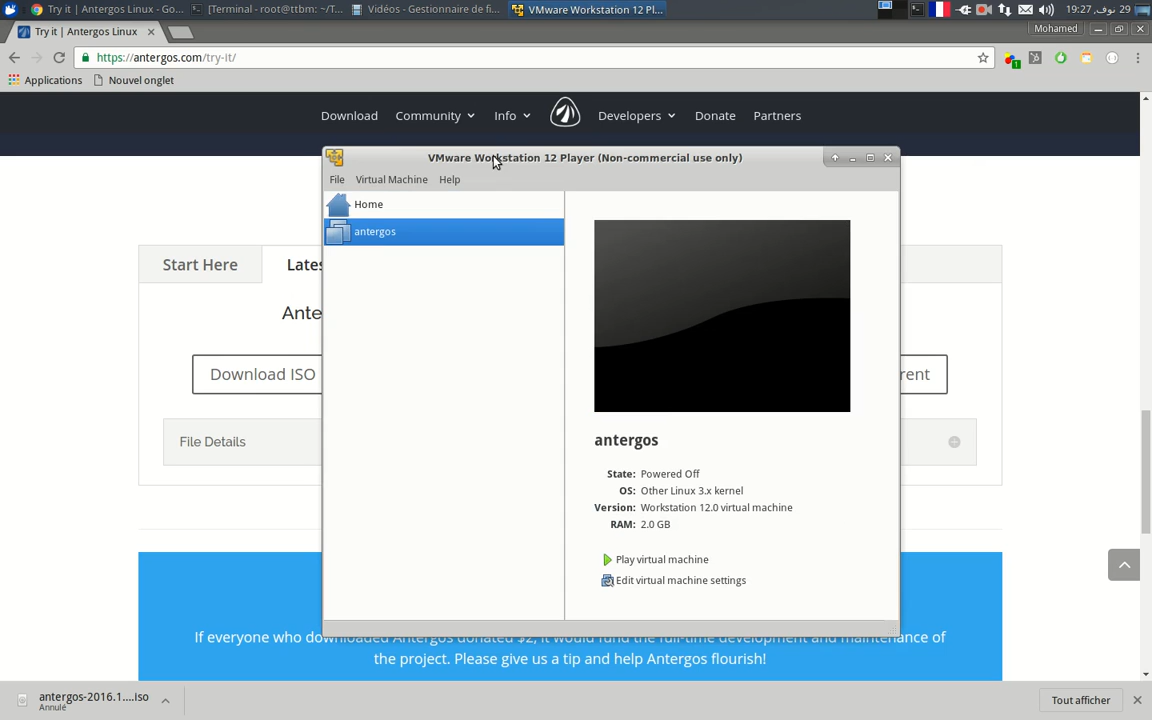 Try it | Antergos Linux - Go...
[Terminal - root@ttbm: ~/T...
Vidéos - Gestionnaire de fi...
VMware Workstation 12 Pl...
29 نوف, 19:27
Try it | Antergos Linux
Mohamed
https://antergos.com/try-it/
1
Applications
Nouvel onglet
Download
Community
Info
Developers
Donate
Partners
VMware Workstation 12 Player (Non-commercial use only)
File
Virtual Machine
Help
Home
antergos
Start Here
Lates
Ante
Download ISO
rent
File Details
antergos
State: Powered Off
OS: Other Linux 3.x kernel
Version: Workstation 12.0 virtual machine
RAM: 2.0 GB
Play virtual machine
Edit virtual machine settings
If everyone who downloaded Antergos donated $2, it would fund the full-time development and maintenance of
the project. Please give us a tip and help Antergos flourish!
antergos-2016.1....iso
Annulé
Tout afficher